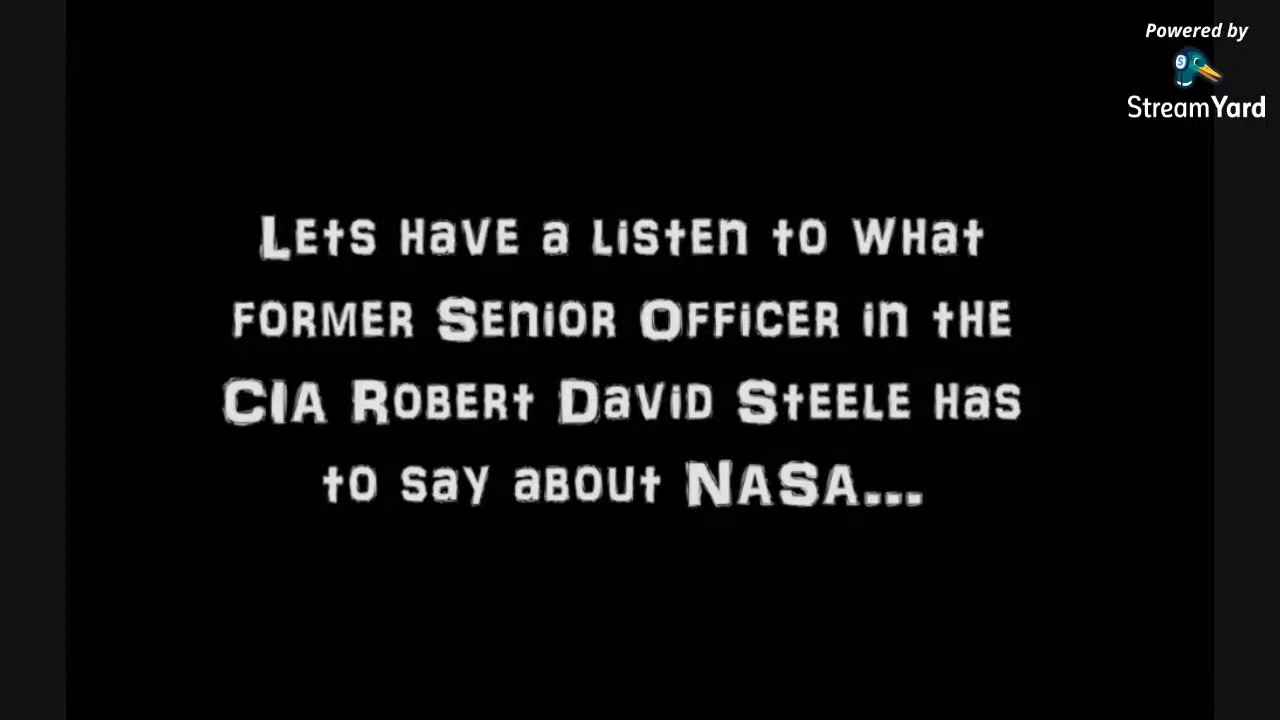 Powered by
StreamYard
Lets have a listen to what
former Senior Officer in the
CIA Robert David Steele has
to say about NASA...